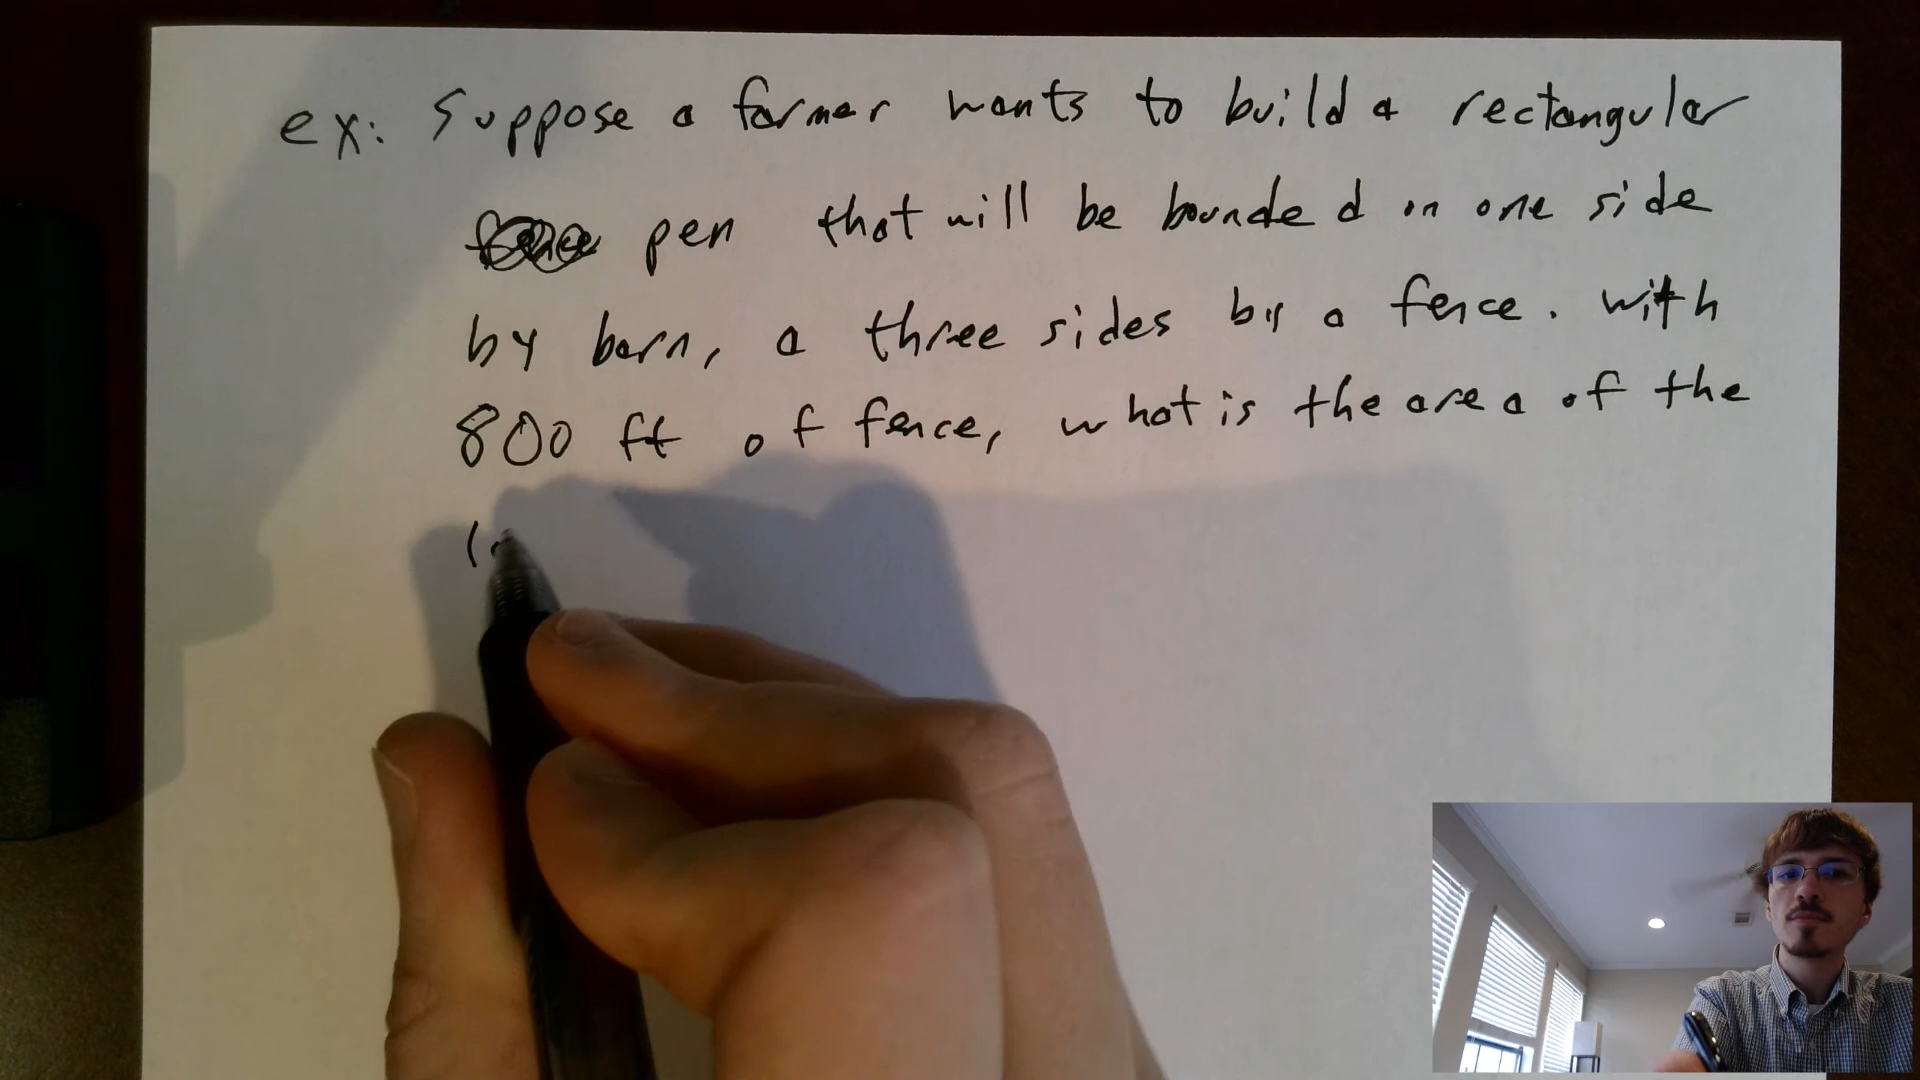 ex: Suppose a farmer wants to build a rectangular
pen that will be bounded on one side
by barn, a three sides by a fence. With
800 ft of fence, what is the area of the